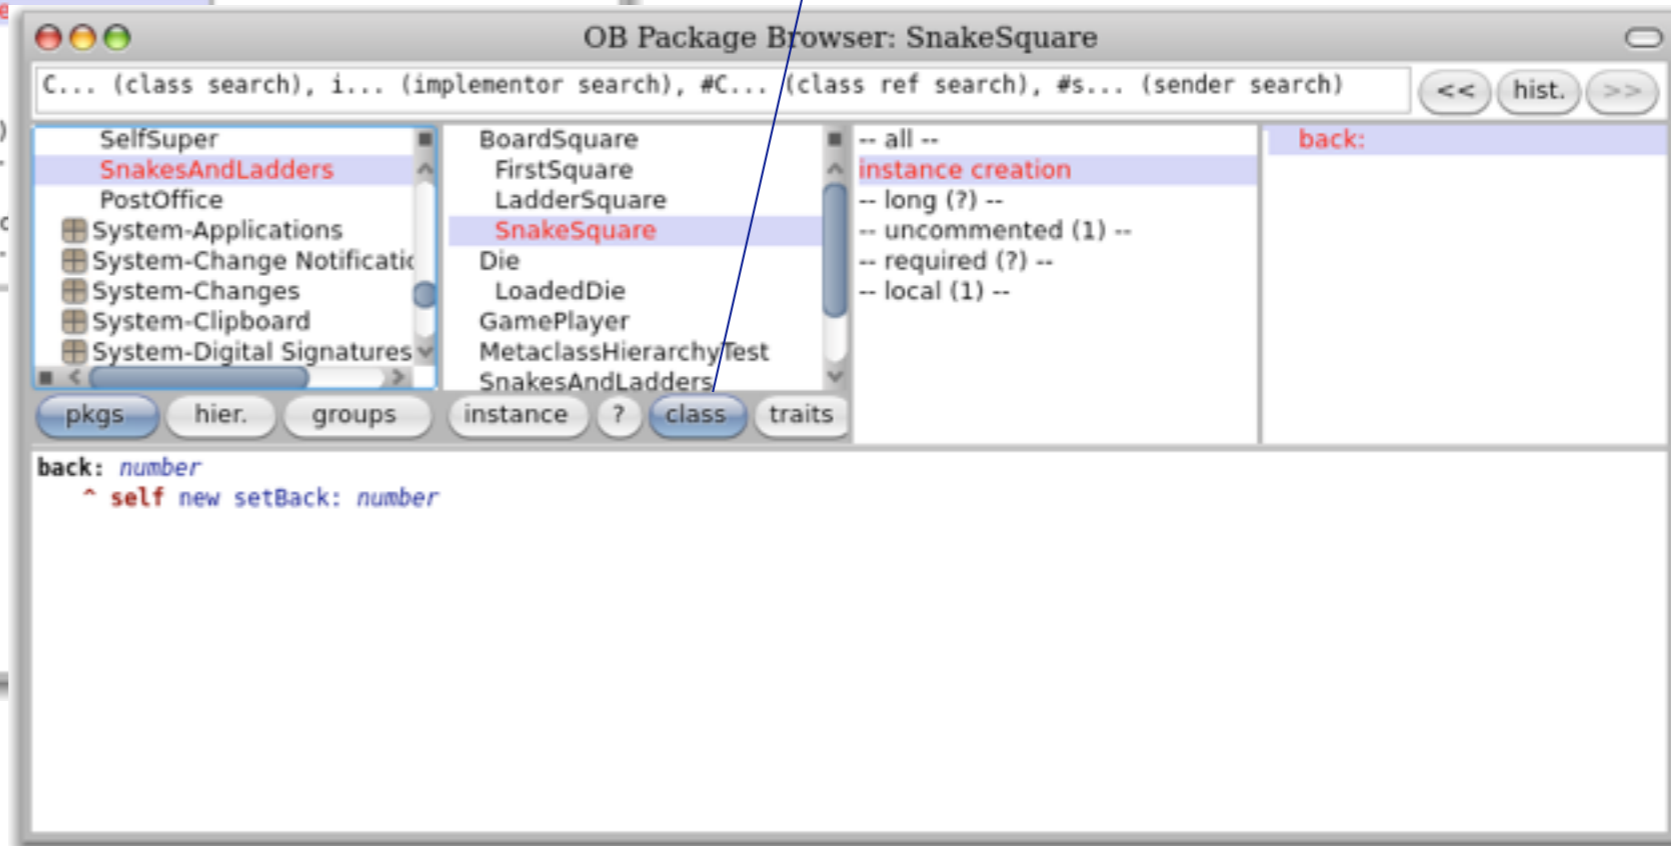 OB Package Browser: SnakeSquare
C... (class search), i... (implementor search), #C... (class ref search), #s... (sender search)
<< hist. >>
SelfSuper
SnakesAndLadders
PostOffice
System-Applications
System-Change Notificatic
System-Changes
System-Clipboard
System-Digital Signatures
BoardSquare
FirstSquare
LadderSquare
SnakeSquare
Die
LoadedDie
GamePlayer
MetaclassHierarchyTest
SnakesAndLadders
-- all --
instance creation
-- long (?) --
-- uncommented (1) --
-- required (?) --
-- local (1) --
back:
pkgs hier. groups instance ? class traits
back: number
^ self new setBack: number